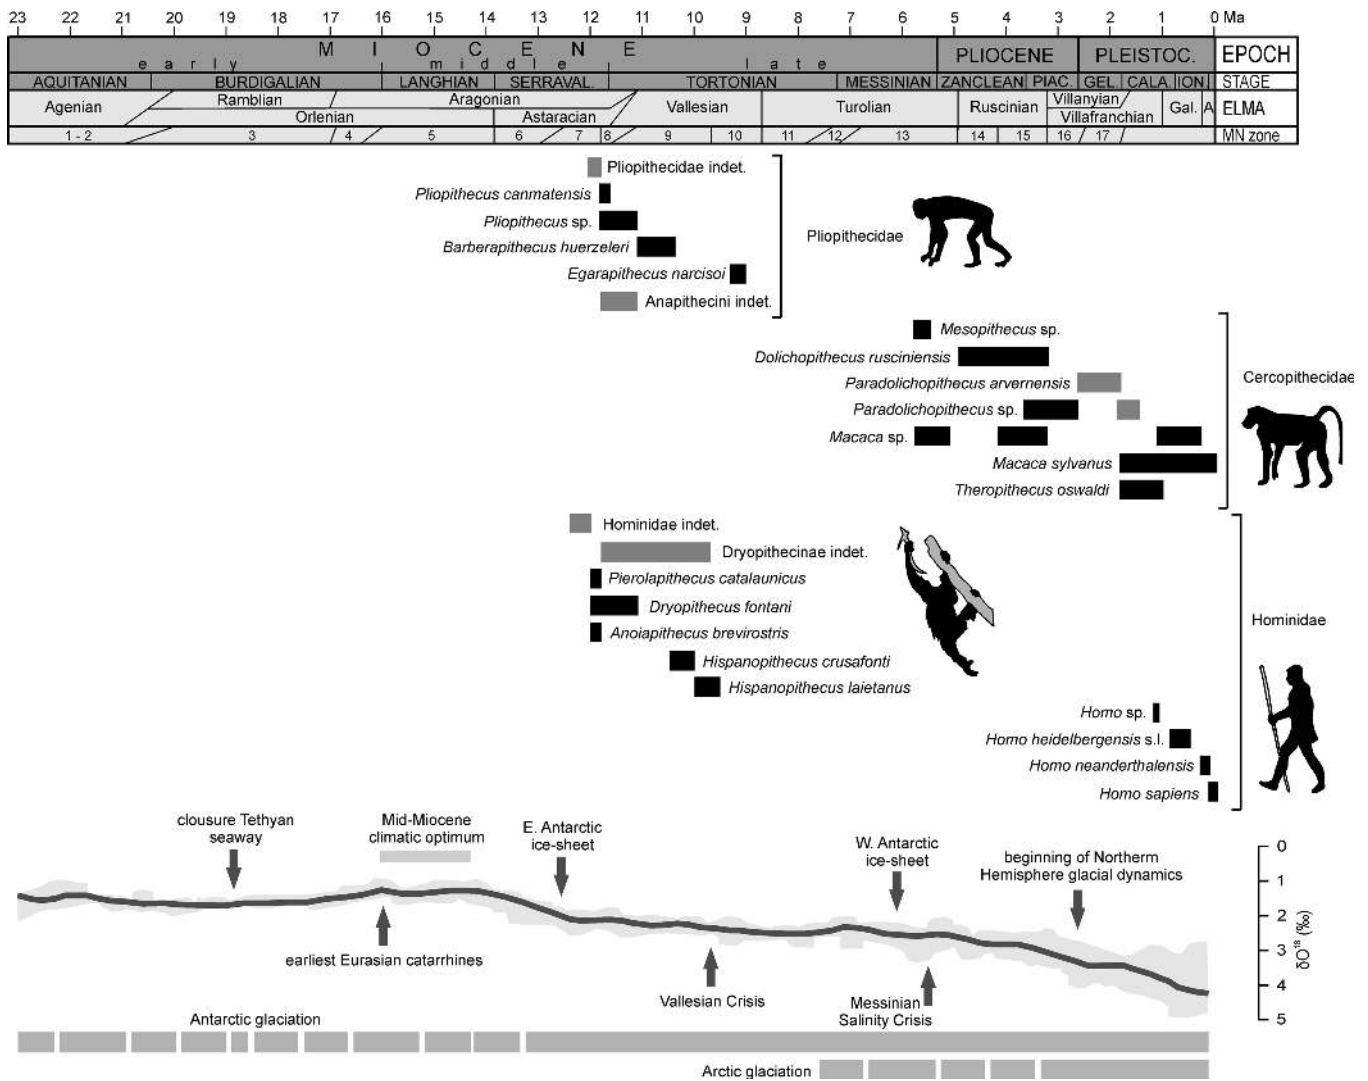 23 22 21 20 19 18 17 16 15 14 13 12 11 10 9 8 7 6 5 4 3 2 1 0 Ma
M I O C E N E PLIOCENE PLEISTOC. EPOCH
early middle late
AQUITANIAN BURDIGALIAN LANGHIAN SERRAVAL. TORTONIAN MESSINIAN ZANCLEAN PIAC. GEL. CALA. ION. STAGE
Agenian Ramblian Aragonian Vallesian Turolian Ruscinian Villanyian Gal. A ELMA
Orlenian Astaracian Villafranchian
1 - 2 3 4 5 6 7 8 9 10 11 12 13 14 15 16 17 MN zone
Pliopithecidae indet.
Pliopithecus canmatensis
Pliopithecus sp.
Pliopithecidae
Barberapithecus huerzeleri
Egarapithecus narcisoi
Anapithecini indet.
Mesopithecus sp.
Dolichopithecus rusciniensis
Cercopithecidae
Paradolichopithecus arvernensis
Paradolichopithecus sp.
Macaca sp.
Macaca sylvanus
Theropithecus oswaldi
Hominidae indet.
Dryopithecinae indet.
Pierolapithecus catalaunicus
Dryopithecus fontani
Hominidae
Anoiapithecus brevirostris
Hispanopithecus crusafonti
Hispanopithecus laietanus
Homo sp.
Homo heidelbergensis s.l.
Homo neanderthalensis
Homo sapiens
clousure Tethyan
seaway
Mid-Miocene
climatic optimum
E. Antarctic
ice-sheet
W. Antarctic
ice-sheet
beginning of Northerm
Hemisphere glacial dynamics
0
1
2
3
4
5
δO¹⁸ (‰)
earliest Eurasian catarrhines
Vallesian Crisis
Messinian
Salinity Crisis
Antarctic glaciation
Arctic glaciation